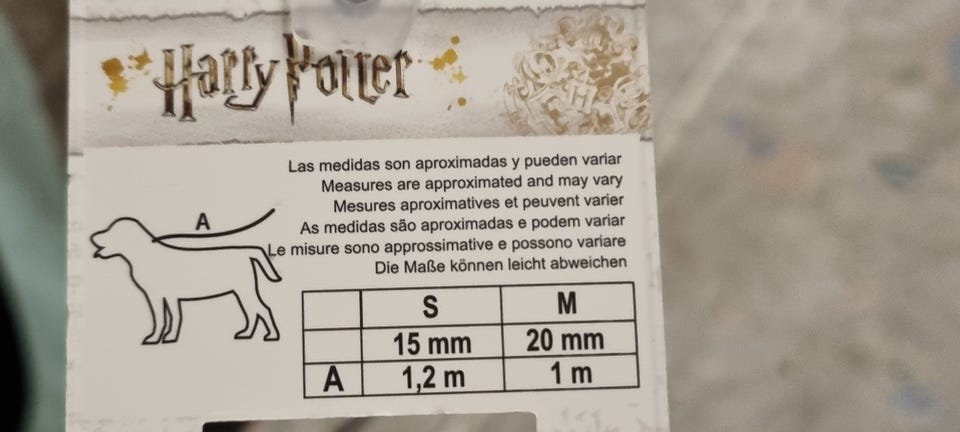 Harry Potter
Las medidas son aproximadas y pueden variar
Measures are approximated and may vary
Mesures aproximatives et peuvent varier
As medidas são aproximadas e podem variar
Le misure sono approssimative e possono variare
Die Maße können leicht abweichen
A
S M
15 mm 20 mm
A 1,2 m 1 m